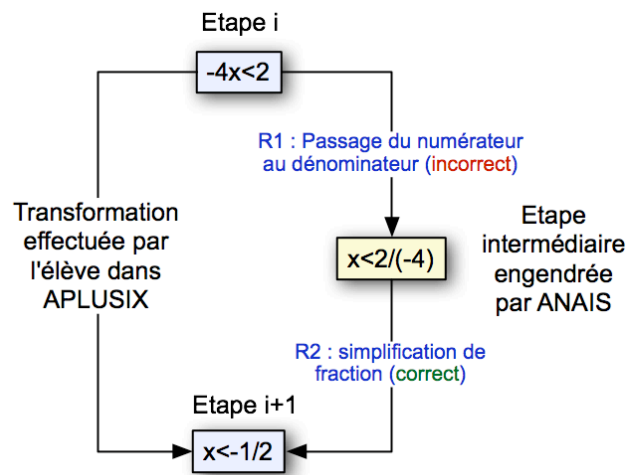 Etape i
-4x<2
R1 : Passage du numérateur
au dénominateur (incorrect)
Transformation
effectuée par
l'élève dans
APLUSIX
x<2/(-4)
Etape
intermédiaire
engendrée
par ANAIS
R2 : simplification de
fraction (correct)
Etape i+1
x<-1/2